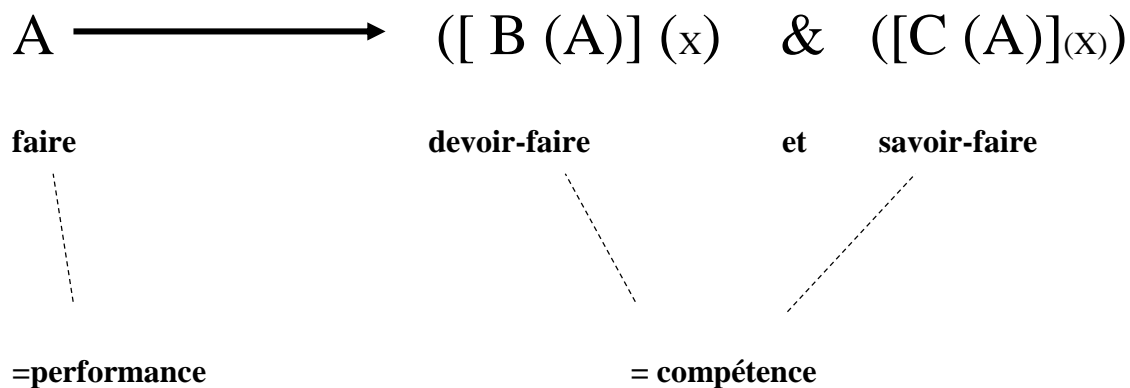 A ([ B (A)] (X) & ([C (A)](X))
faire devoir-faire et savoir-faire
=performance = compétence